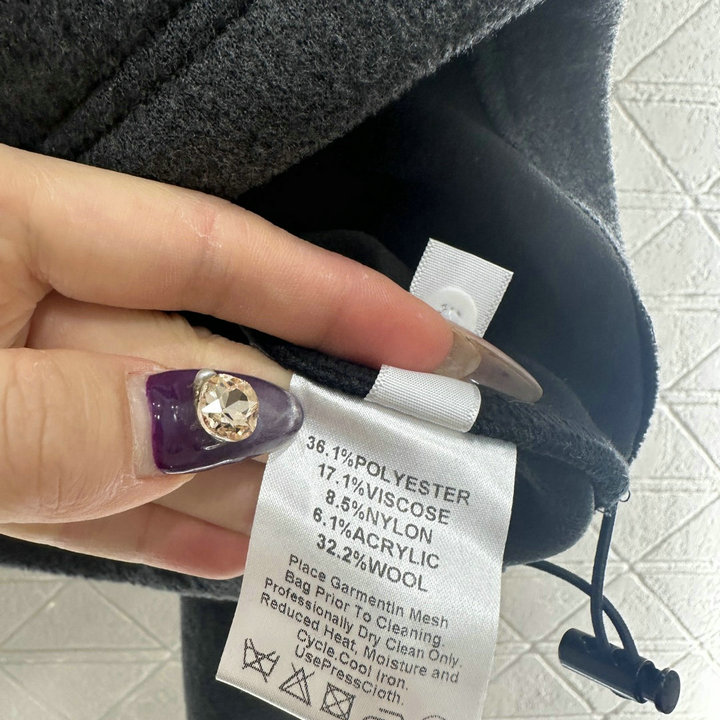 36.1%POLYESTER
17.1%VISCOSE
8.5%NYLON
6.1%ACRYLIC
32.2%WOOL
Place GarmentIn Mesh
Bag Prior To Cleaning.
Professionally Dry Clean Only.
Reduced Heat, Moisture and
Cycle.Cool Iron.
UsePressCloth.